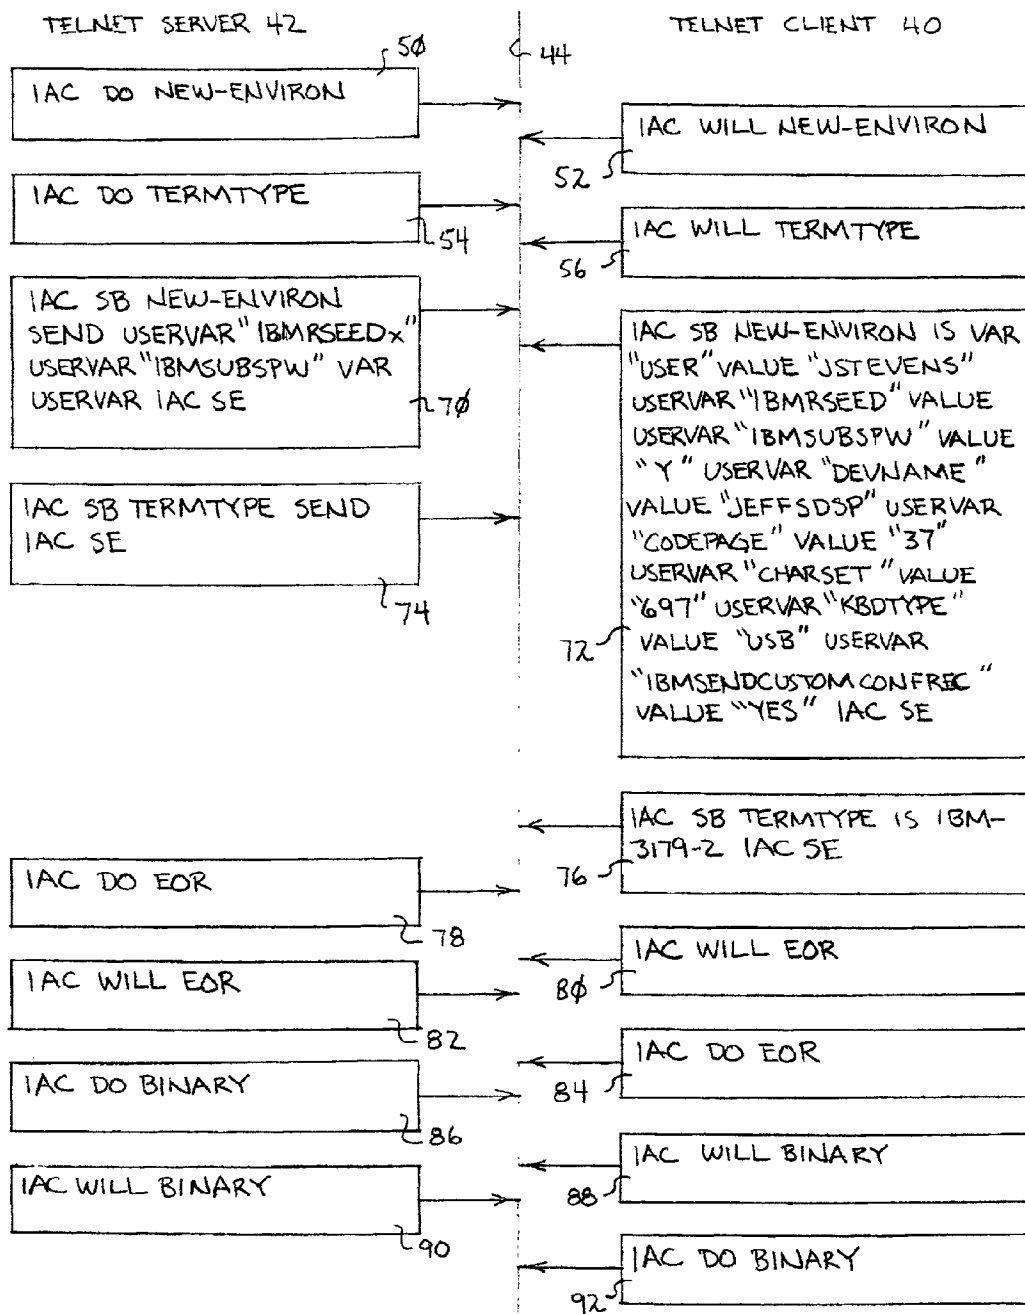 TELNET SERVER 42
TELNET CLIENT 40
44
5Ø
IAC DO NEW-ENVIRON
IAC WILL NEW-ENVIRON
52
IAC DO TERMTYPE
54
IAC WILL TERMTYPE
56
IAC SB NEW-ENVIRON
SEND USERVAR "IBMRSEEDx"
USERVAR "IBMSUBSPW" VAR
USERVAR IAC SE
7Ø
IAC SB NEW-ENVIRON IS VAR
"USER" VALUE "JSTEVENS"
USERVAR "IBMRSEED" VALUE
USERVAR "IBMSUBSPW" VALUE
"Y" USERVAR "DEVNAME"
VALUE "JEFFSDSP" USERVAR
"CODEPAGE" VALUE "37"
USERVAR "CHARSET" VALUE
"697" USERVAR "KBDTYPE"
VALUE "USB" USERVAR
"IBMSENDCUSTOMCONFREC"
VALUE "YES" IAC SE
72
IAC SB TERMTYPE SEND
IAC SE
74
IAC SB TERMTYPE IS IBM-
3179-2 IAC SE
76
IAC DO EOR
78
IAC WILL EOR
8Ø
IAC WILL EOR
82
IAC DO EOR
84
IAC DO BINARY
86
IAC WILL BINARY
88
IAC WILL BINARY
90
IAC DO BINARY
92